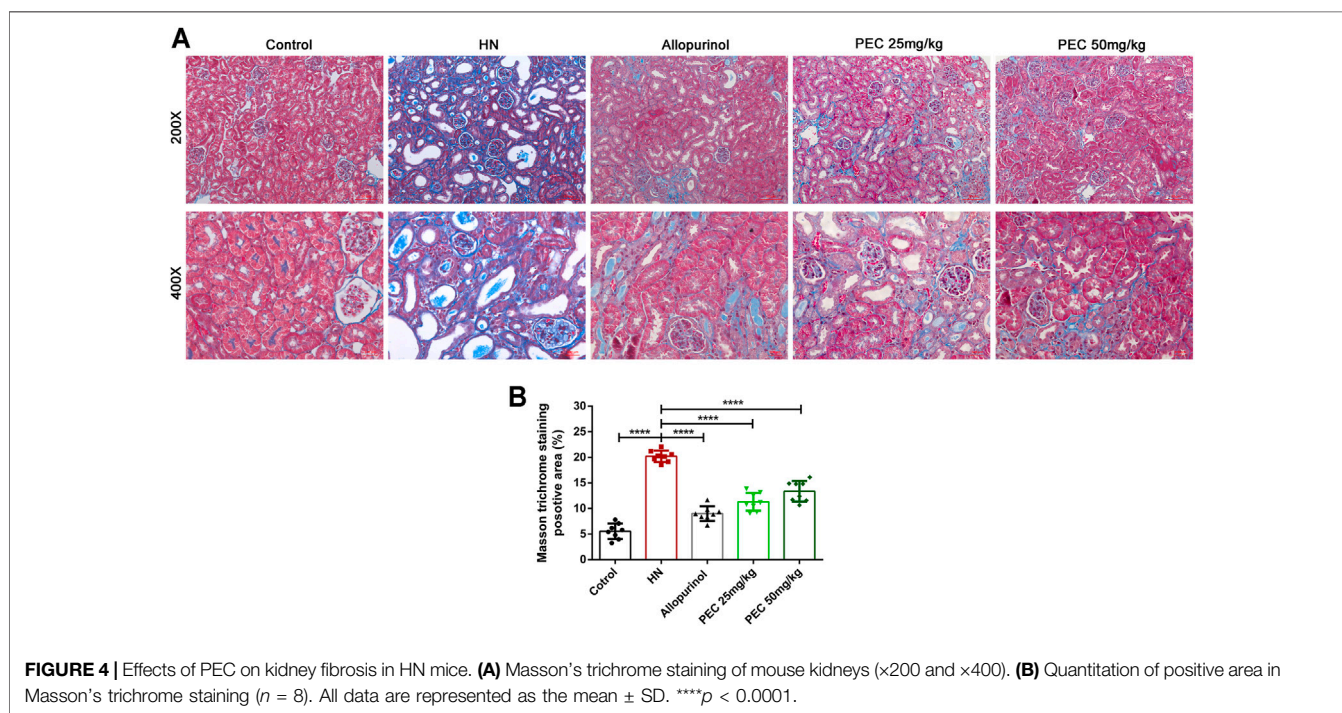 A
Control HN Allopurinol PEC 25mg/kg PEC 50mg/kg
200X
400X
B
Masson trichrome staining
posotive area (%)
30
25
20
15
10
5
0
****
****
**** ****
Cotrol HN Allopurinol PEC 25mg/kg PEC 50mg/kg
FIGURE 4 | Effects of PEC on kidney fibrosis in HN mice. (A) Masson's trichrome staining of mouse kidneys (×200 and ×400). (B) Quantitation of positive area in
Masson's trichrome staining (n = 8). All data are represented as the mean ± SD. ****p < 0.0001.